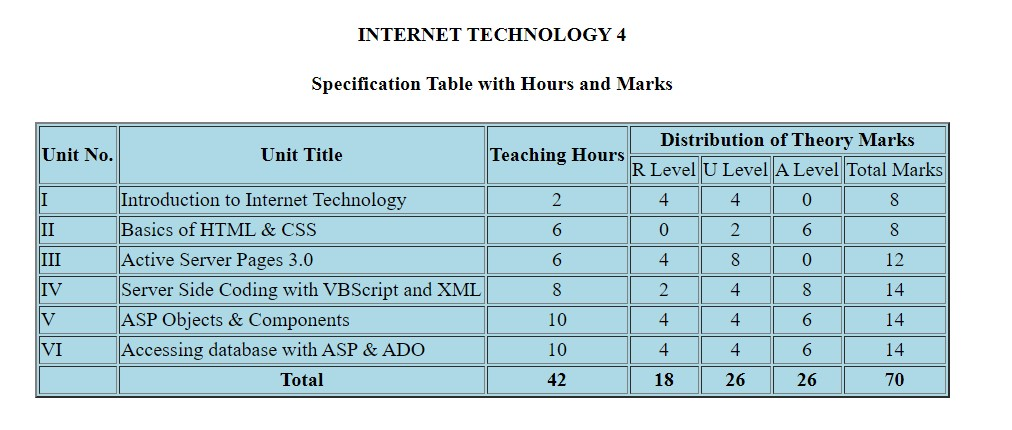 INTERNET TECHNOLOGY 4
Specification Table with Hours and Marks
Unit No. Unit Title Teaching Hours Distribution of Theory Marks
R Level U Level A Level Total Marks
I Introduction to Internet Technology 2 4 4 0 8
II Basics of HTML & CSS 6 0 2 6 8
III Active Server Pages 3.0 6 4 8 0 12
IV Server Side Coding with VBScript and XML 8 2 4 8 14
V ASP Objects & Components 10 4 4 6 14
VI Accessing database with ASP & ADO 10 4 4 6 14
Total 42 18 26 26 70